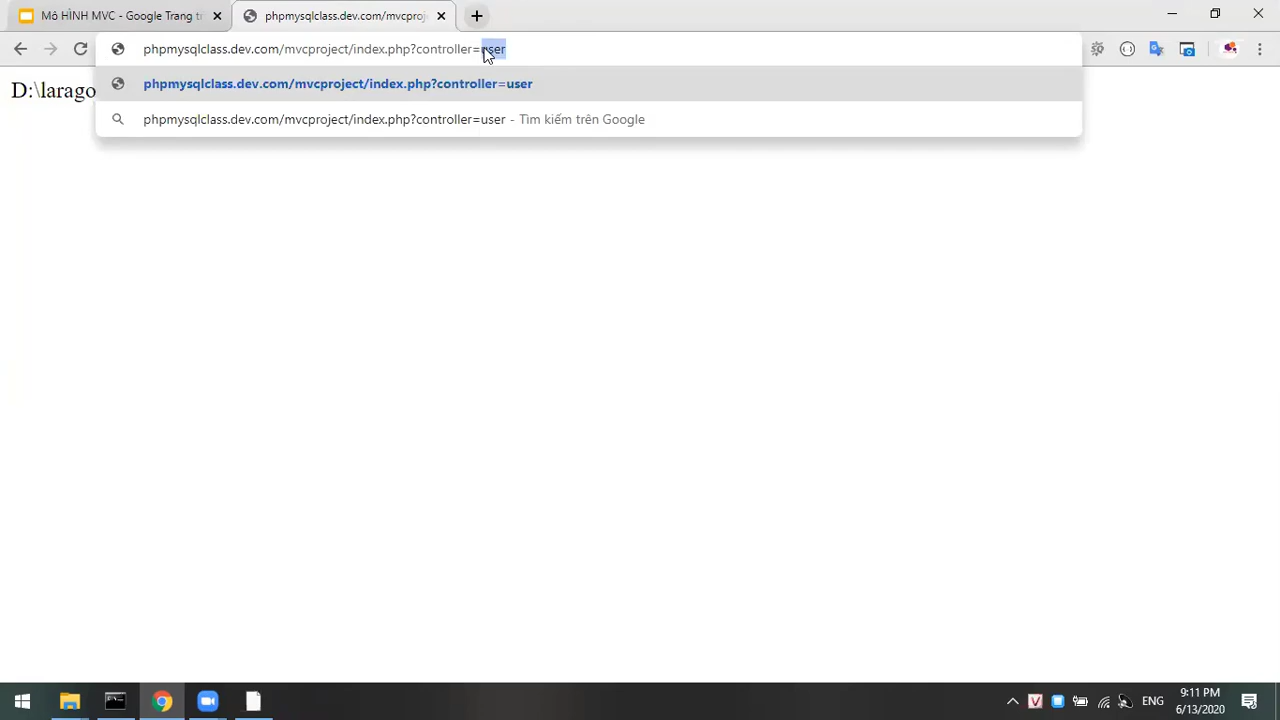 Mô HÌNH MVC - Google Trang t
phpmysqlclass.dev.com/mvcproj
phpmysqlclass.dev.com/mvcproject/index.php?controller=user
phpmysqlclass.dev.com/mvcproject/index.php?controller=user
D:\larago
phpmysqlclass.dev.com/mvcproject/index.php?controller=user - Tìm kiếm trên Google
V
ENG
9:11 PM
6/13/2020